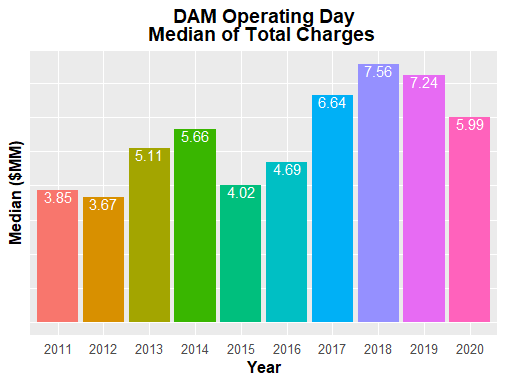 DAM Operating Day
Median of Total Charges
Median ($MM)
3.85
3.67
5.11
5.66
4.02
4.69
6.64
7.56
7.24
5.99
2011 2012 2013 2014 2015 2016 2017 2018 2019 2020
Year